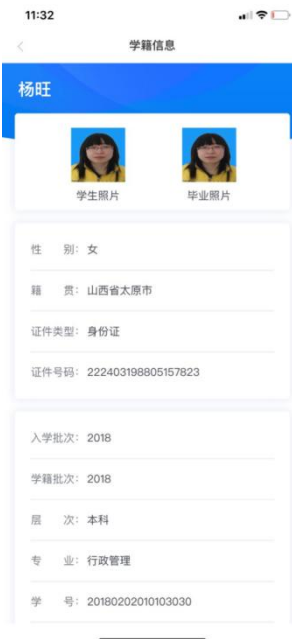 11:32
学籍信息
杨旺
学生照片
毕业照片
性 别: 女
籍 贯: 山西省太原市
证件类型: 身份证
证件号码: 222403198805157823
入学批次: 2018
学籍批次: 2018
层 次: 本科
专 业: 行政管理
学 号: 20180202010103030